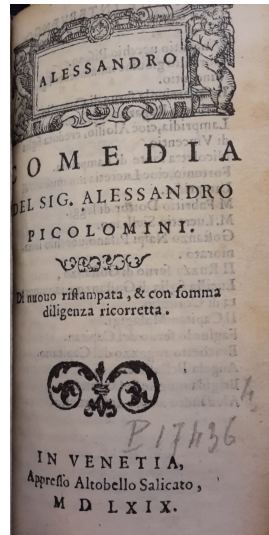 ALESSANDRO
COMEDIA
DEL SIG. ALESSANDRO
PICOLOMINI.
Di nuouo ristampata, & con somma
diligenza ricorretta.
P 17436
IN VENETIA,
Appresso Altobello Salicato,
M D LXIX.